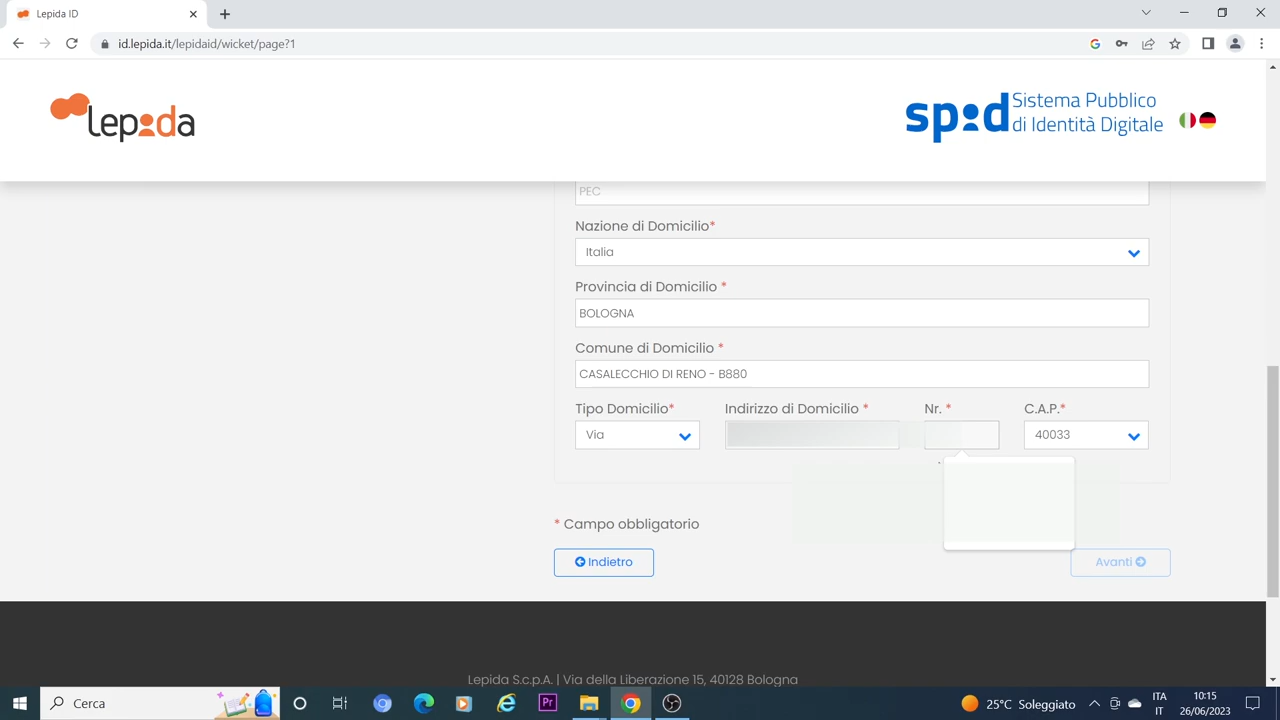 Lepida ID
id.lepida.it/lepidaid/wicket/page?1
lepida
spid Sistema Pubblico
di Identità Digitale
PEC
Nazione di Domicilio*
Italia
Provincia di Domicilio *
BOLOGNA
Comune di Domicilio *
CASALECCHIO DI RENO - B880
Tipo Domicilio* Indirizzo di Domicilio * Nr. * C.A.P.*
Via 40033
* Campo obbligatorio
Indietro Avanti
Lepida S.c.p.A. | Via della Liberazione 15, 40128 Bologna
Cerca
Pr
25°C Soleggiato
ITA
IT
10:15
26/06/2023